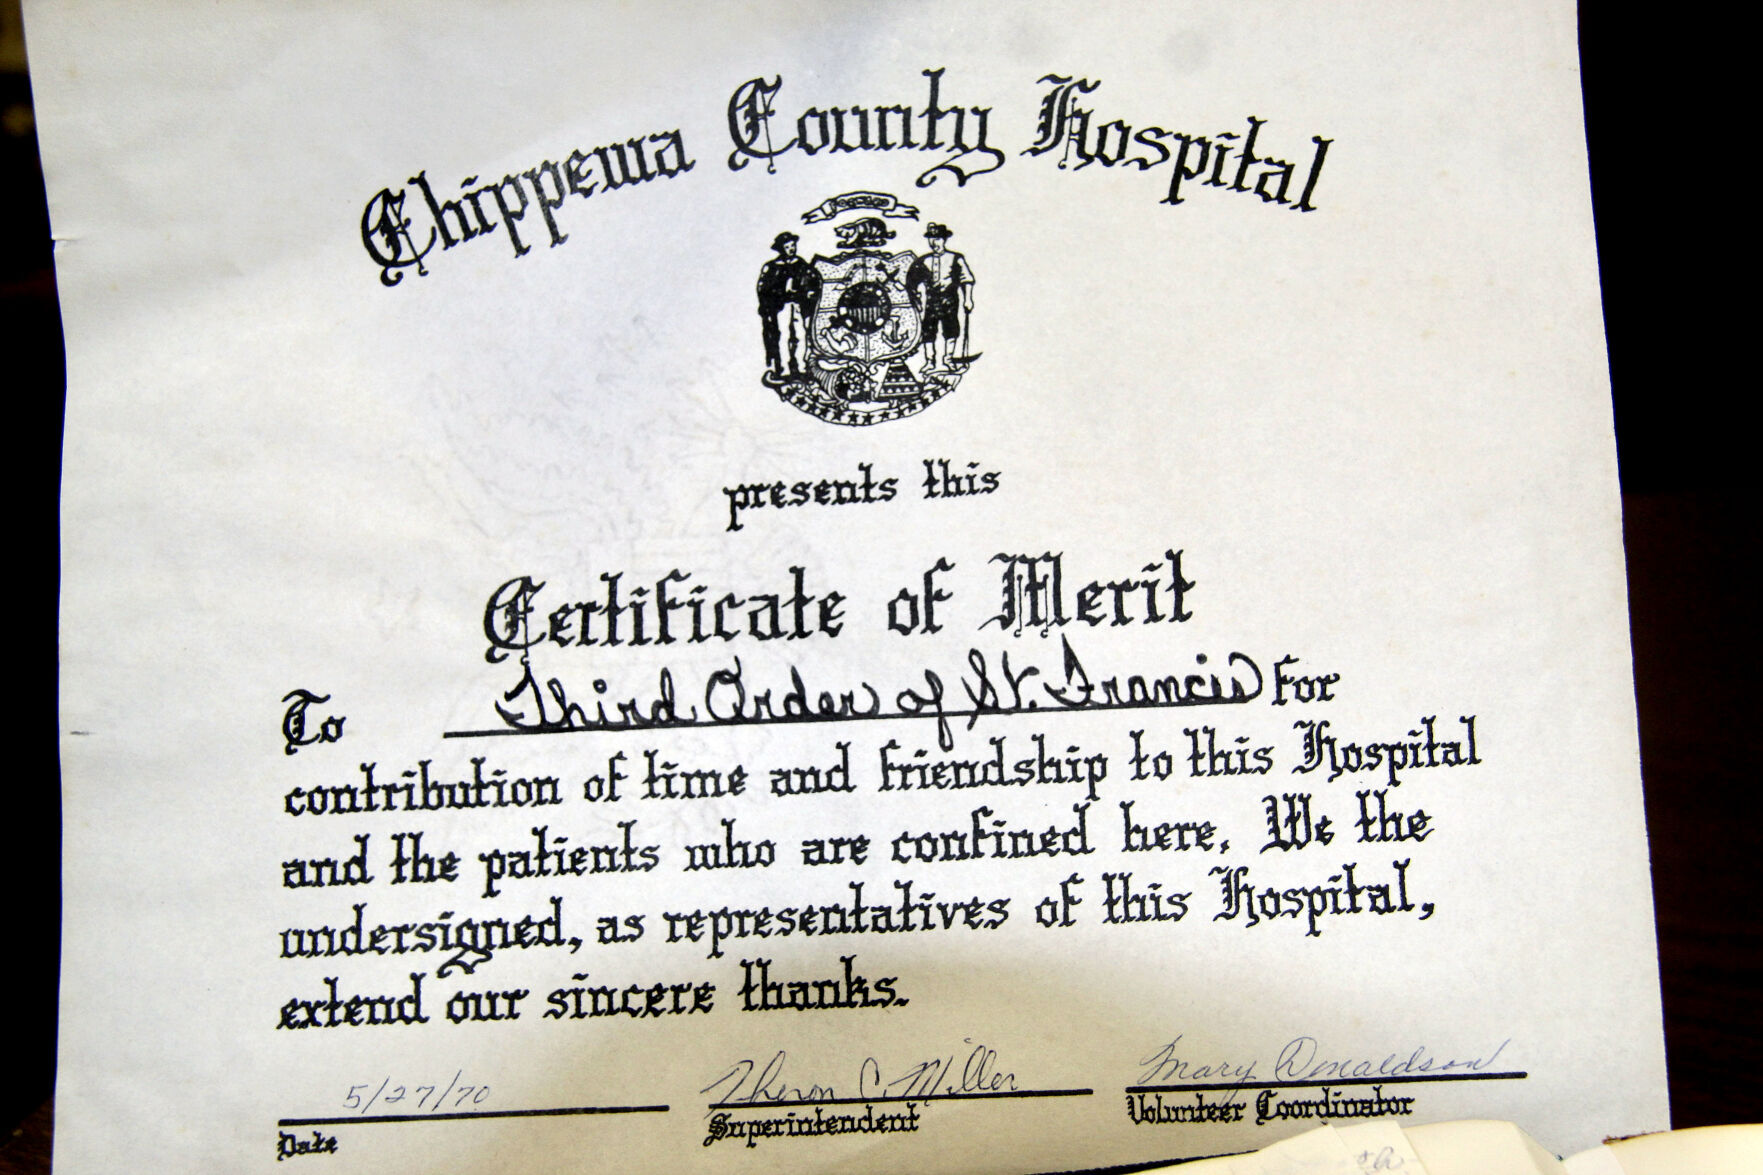 Chippewa County Hospital
presents this
Certificate of Merit
To Third Order of St. Francis for
contribution of time and friendship to this Hospital
and the patients who are confined here. We the
undersigned, as representatives of this Hospital,
extend our sincere thanks.
5/27/70 Theron C. Miller Mary Donaldson
Date Superintendent Volunteer Coordinator